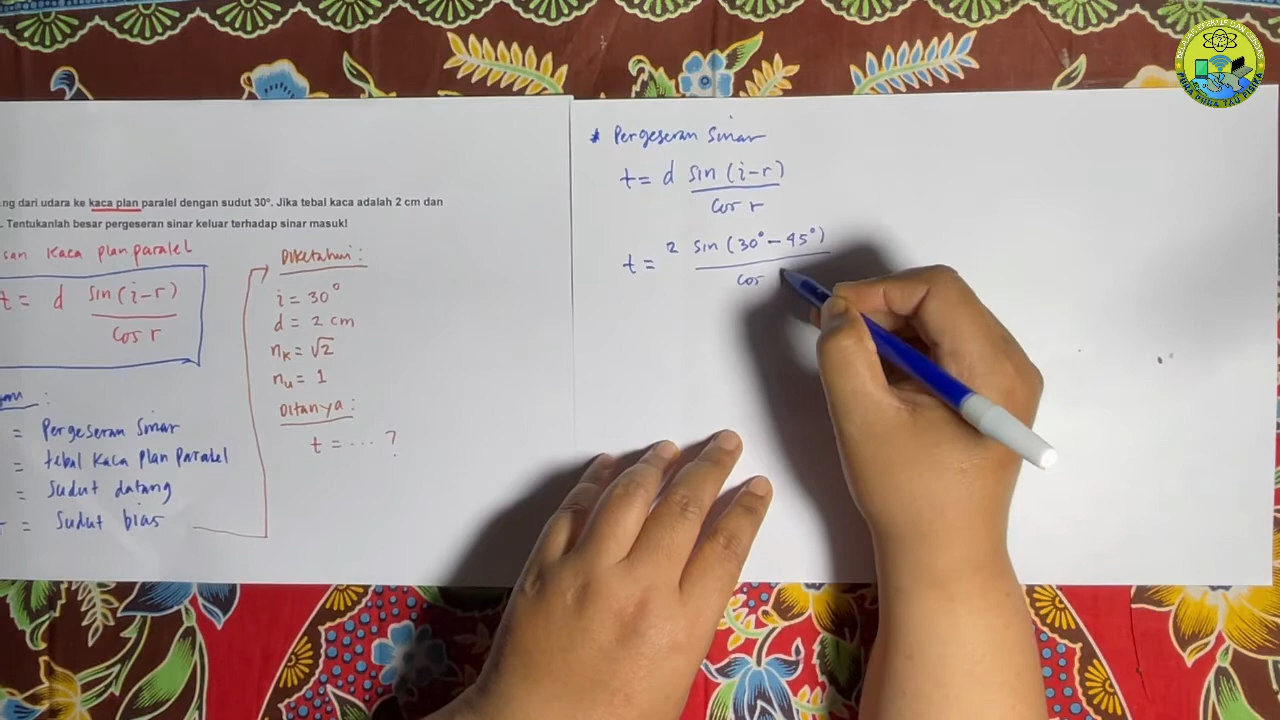 ng dari udara ke kaca plan paralel dengan sudut 30°. Jika tebal kaca adalah 2 cm dan
. Tentukanlah besar pergeseran sinar keluar terhadap sinar masuk!
san kaca plan paralel
t = d sin (i-r)
cos r
:
= Pergeseran Sinar
= tebal Kaca Plan Paralel
= Sudut datang
r = Sudut bias
Diketahui :
i = 30°
d = 2 cm
nK = √2
nu = 1
Ditanya :
t = ... ?
* Pergeseran Sinar
t = d sin (i-r)
cos r
t = 2 sin (30° - 45°)
cos